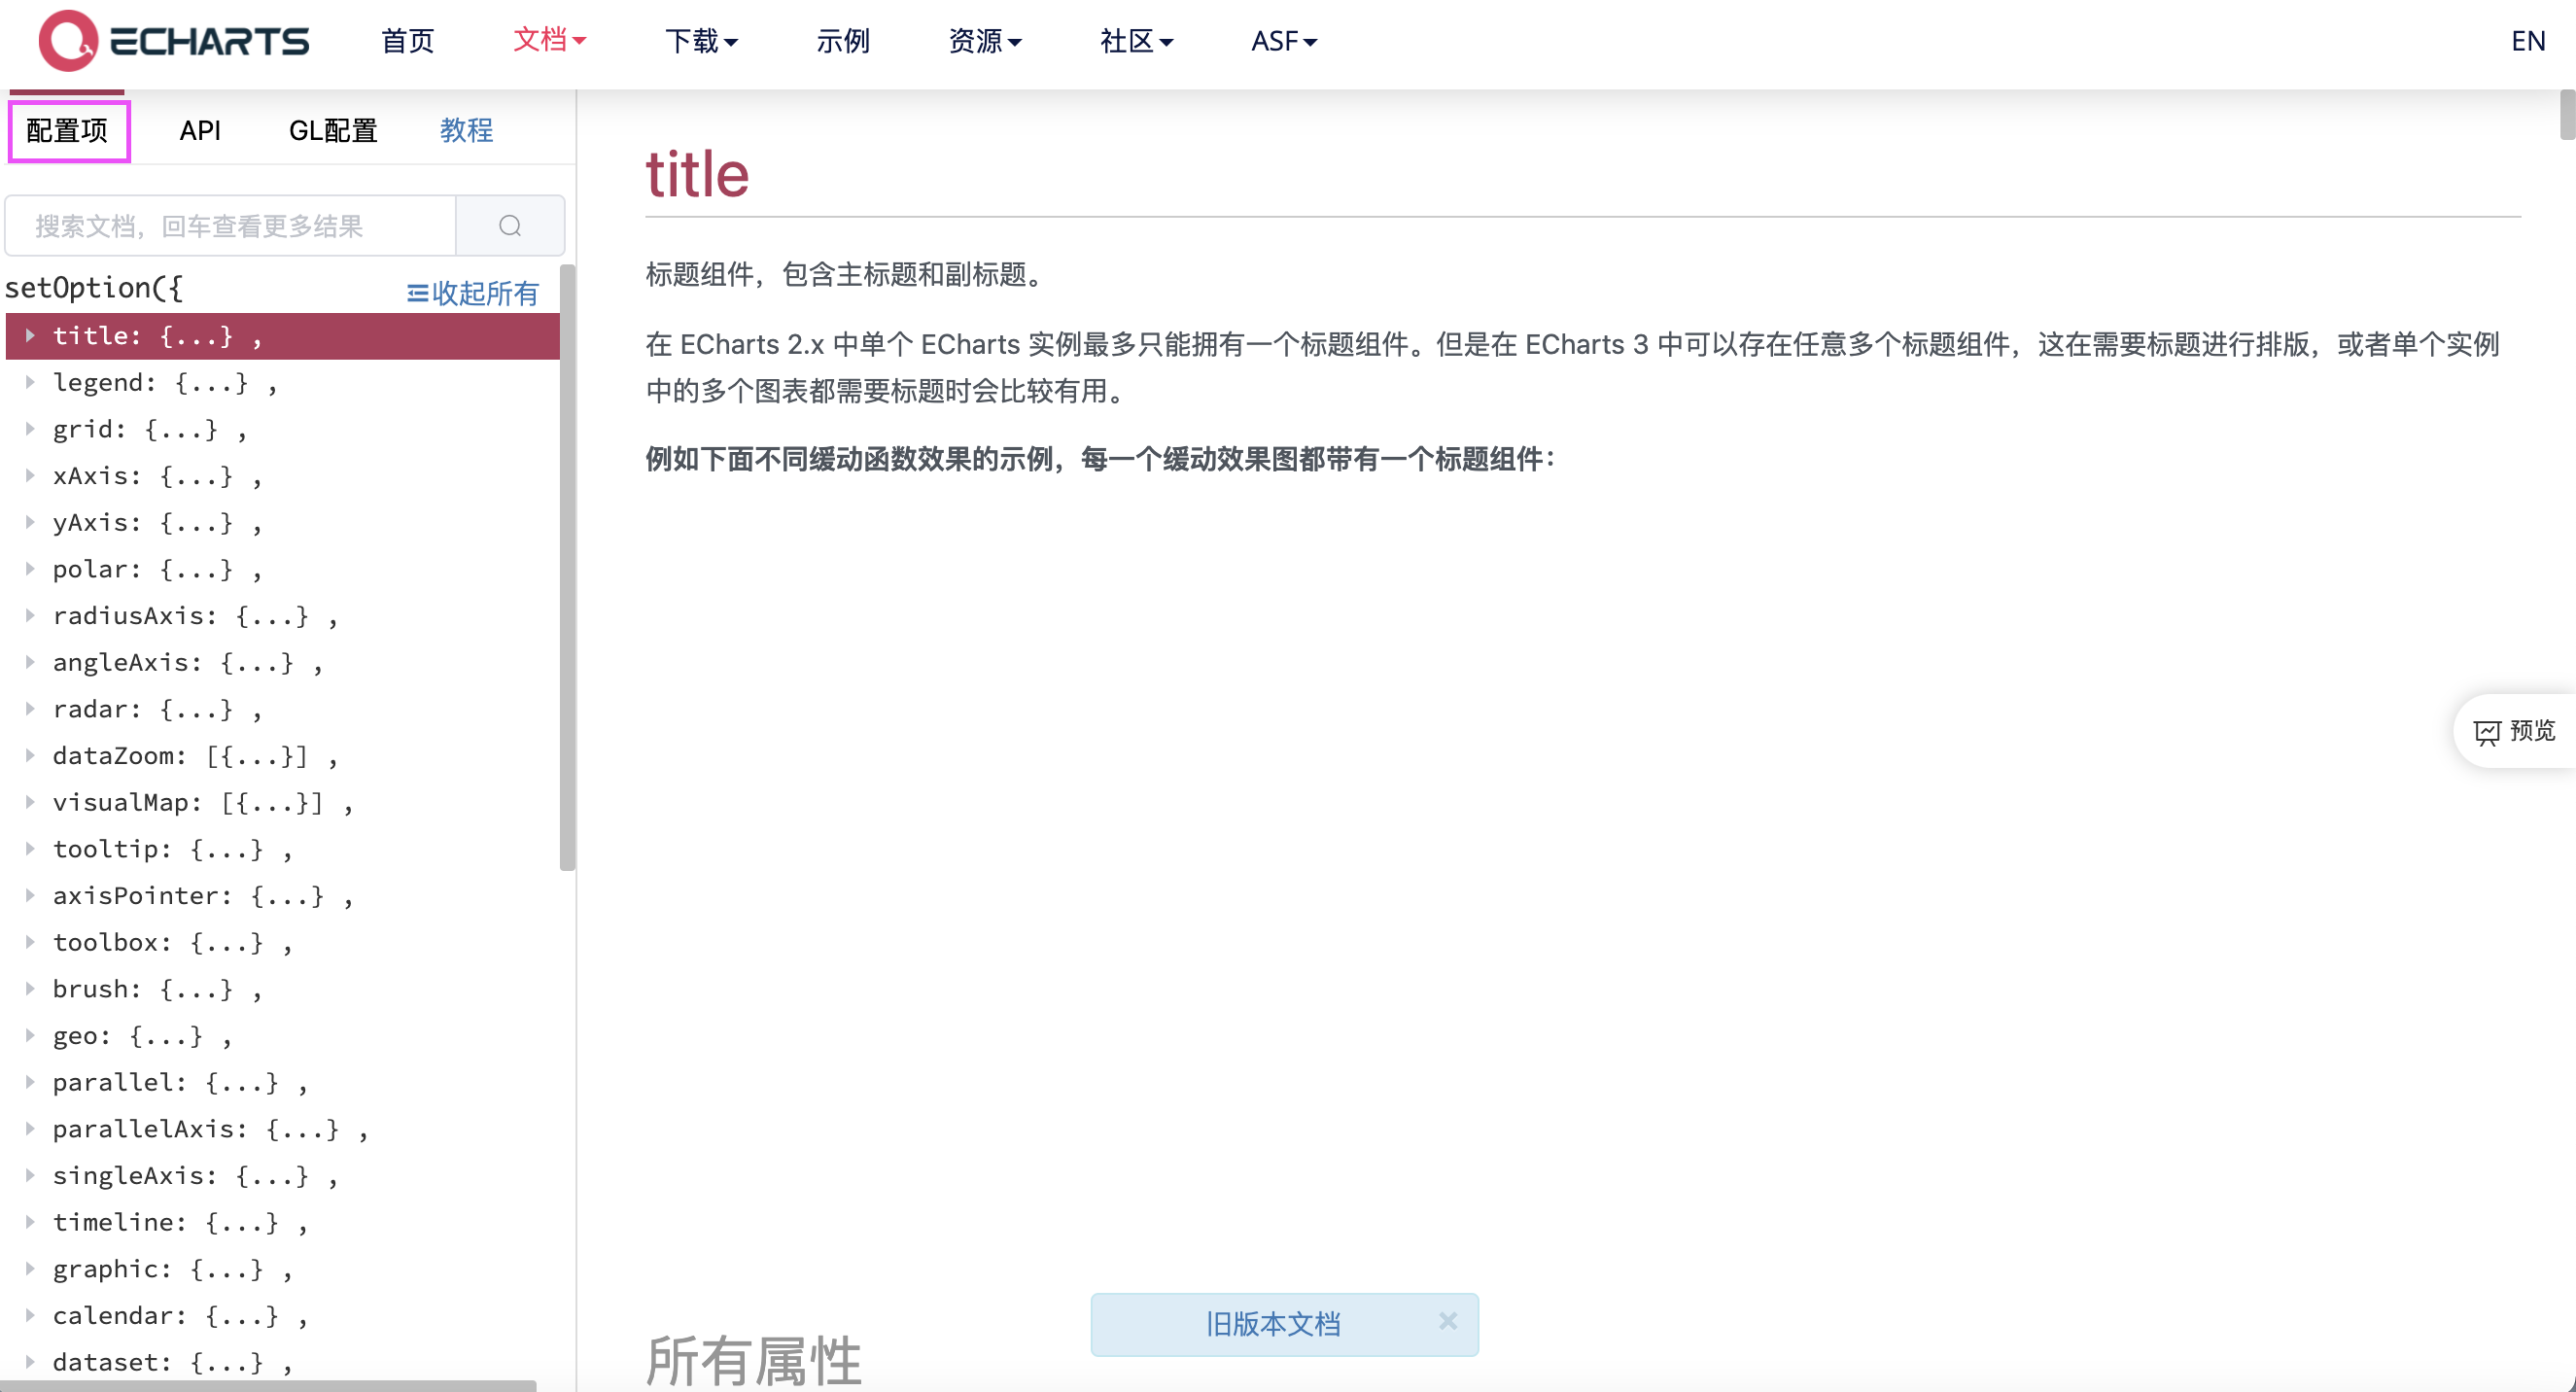 ECHARTS 首页 文档 下载 示例 资源 社区 ASF EN
配置项 API GL配置 教程
搜索文档，回车查看更多结果
setOption({ 收起所有
title: {...} ,
legend: {...} ,
grid: {...} ,
xAxis: {...} ,
yAxis: {...} ,
polar: {...} ,
radiusAxis: {...} ,
angleAxis: {...} ,
radar: {...} ,
dataZoom: [{...}] ,
visualMap: [{...}] ,
tooltip: {...} ,
axisPointer: {...} ,
toolbox: {...} ,
brush: {...} ,
geo: {...} ,
parallel: {...} ,
parallelAxis: {...} ,
singleAxis: {...} ,
timeline: {...} ,
graphic: {...} ,
calendar: {...} ,
dataset: {...} ,
title
标题组件，包含主标题和副标题。
在 ECharts 2.x 中单个 ECharts 实例最多只能拥有一个标题组件。但是在 ECharts 3 中可以存在任意多个标题组件，这在需要标题进行排版，或者单个实例
中的多个图表都需要标题时会比较有用。
例如下面不同缓动函数效果的示例，每一个缓动效果图都带有一个标题组件：
预览
旧版本文档
所有属性